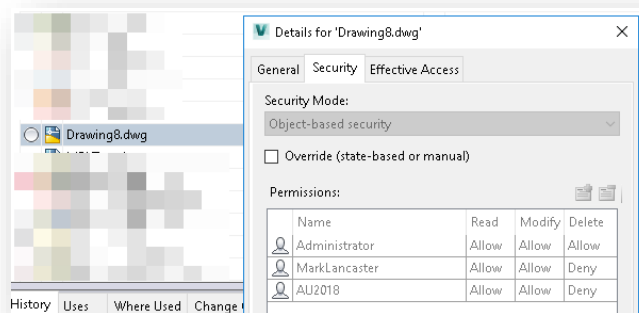 Details for 'Drawing8.dwg'
General Security Effective Access
Security Mode:
Object-based security
Drawing8.dwg
Override (state-based or manual)
Permissions:
Name Read Modify Delete
Administrator Allow Allow Allow
MarkLancaster Allow Allow Deny
AU2018 Allow Allow Deny
History Uses Where Used Change